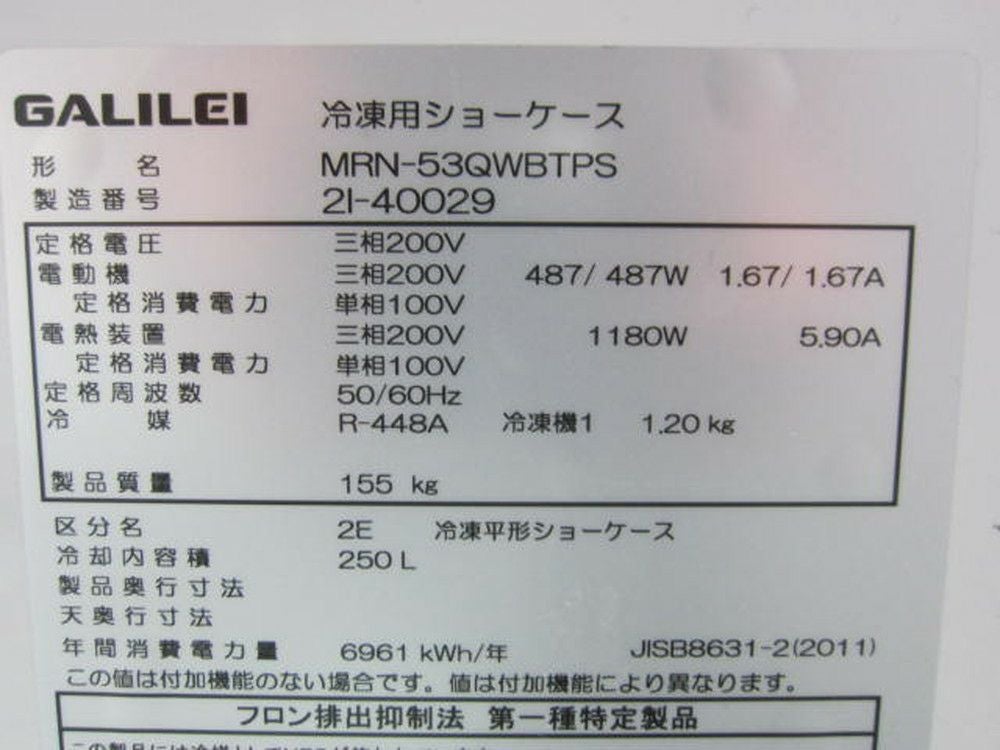 GALILEI 冷凍用ショーケース
形名 MRN-53QWBTPS
製造番号 2I-40029
定格電圧 三相200V
電動機 三相200V 487/ 487W 1.67/ 1.67A
定格消費電力 単相100V
電熱装置 三相200V 1180W 5.90A
定格消費電力 単相100V
定格周波数 50/60Hz
冷媒 R-448A 冷凍機1 1.20 kg
製品質量 155 kg
区分名 2E 冷凍平形ショーケース
冷却内容積 250 L
製品奥行寸法
天奥行寸法
年間消費電力量 6961 kWh/年 JISB8631-2(2011)
この値は付加機能のない場合です。値は付加機能により異なります。
フロン排出抑制法 第一種特定製品